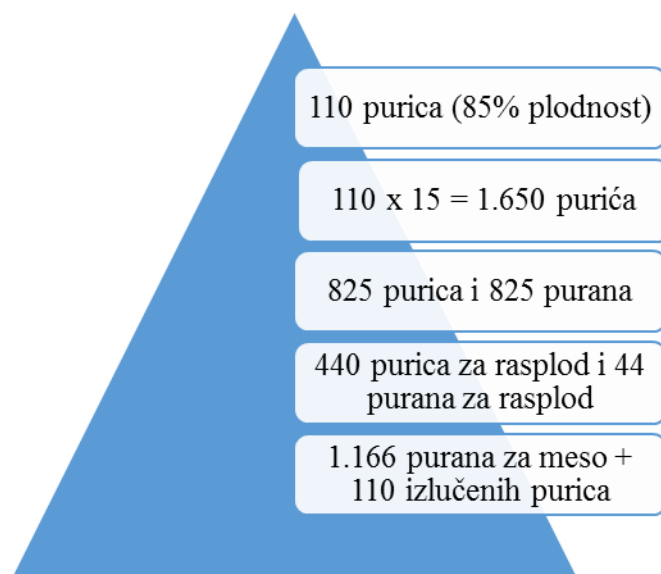 110 purica (85% plodnost)
110 x 15 = 1.650 purića
825 purica i 825 purana
440 purica za rasplod i 44
purana za rasplod
1.166 purana za meso +
110 izlučenih purica